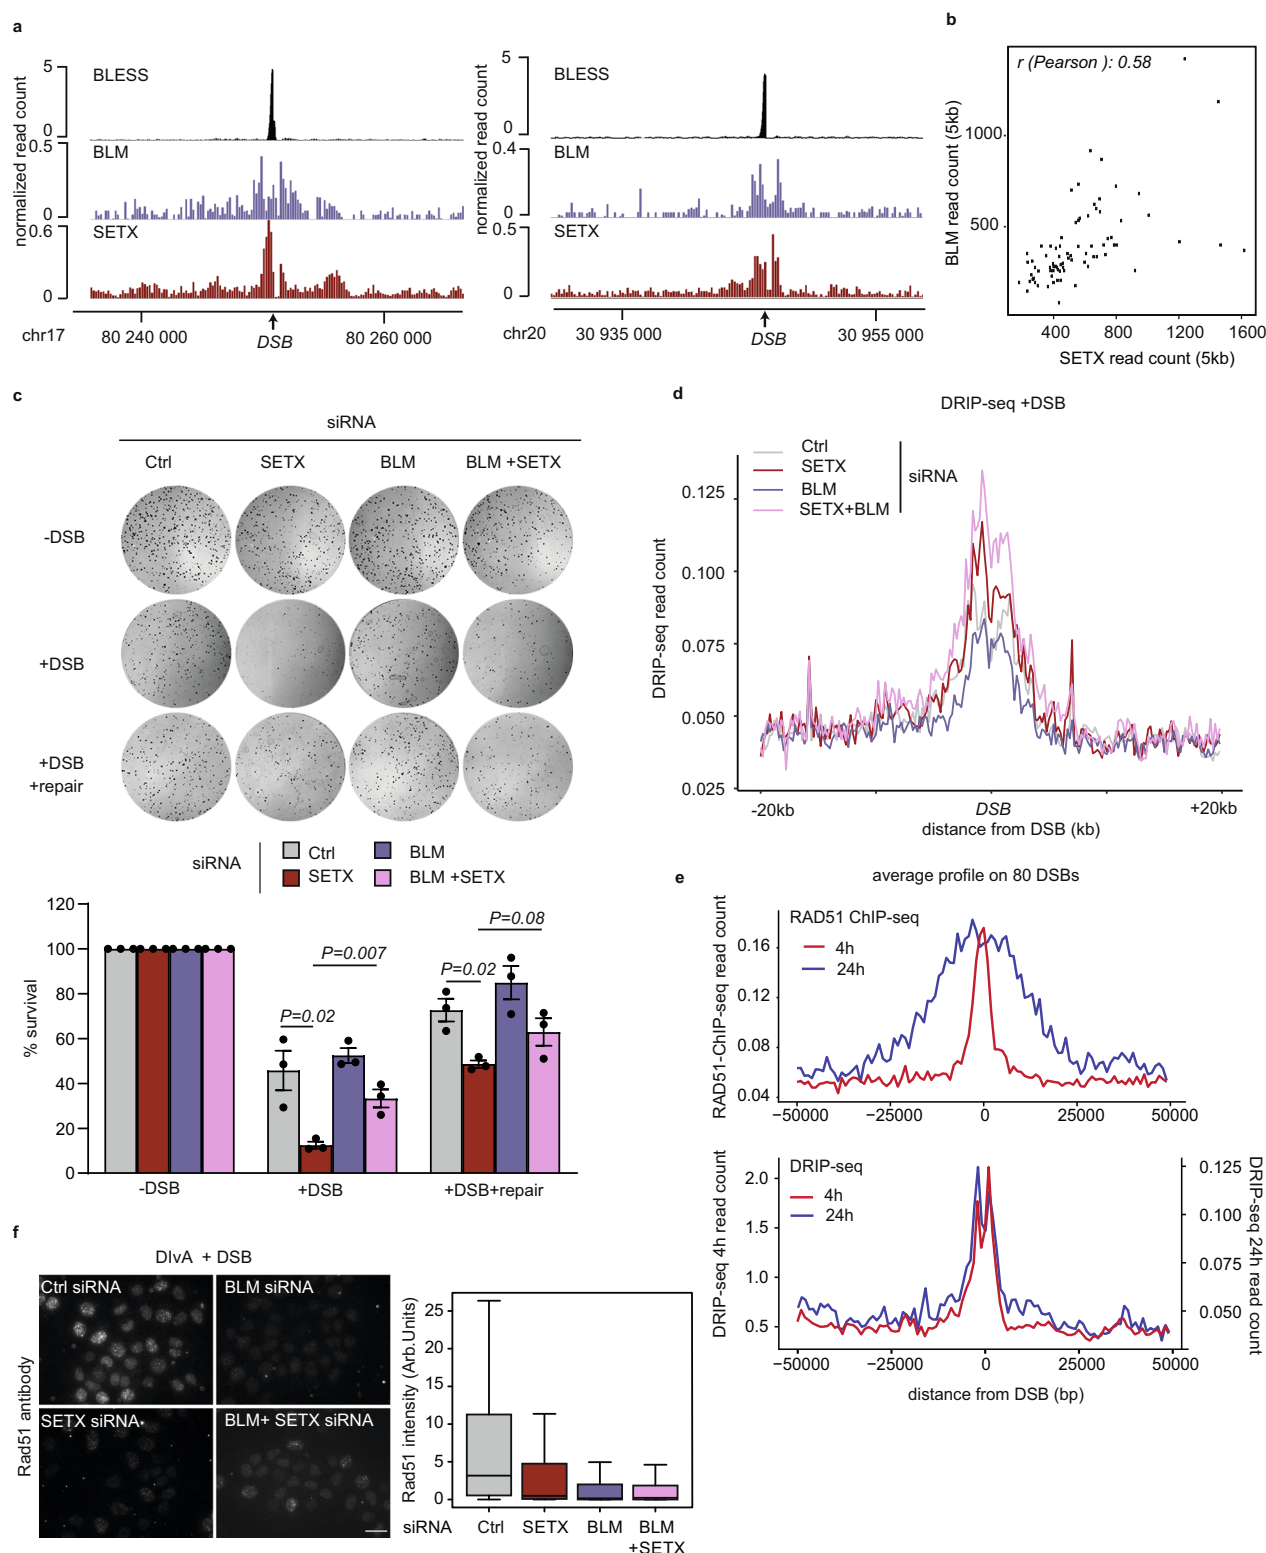 a
normalized read count
5
0
BLESS
0.5
0
BLM
0.6
0
SETX
chr17
80 240 000
DSB
80 260 000
normalized read count
5
0
BLESS
0.4
0
BLM
0.5
0
SETX
chr20
30 935 000
DSB
30 955 000
b
r (Pearson ): 0.58
BLM read count (5kb)
1000
500
400
800
1200
1600
SETX read count (5kb)
c
siRNA
Ctrl
SETX
BLM
BLM +SETX
-DSB
+DSB
+DSB
+repair
siRNA
Ctrl
BLM
SETX
BLM +SETX
% survival
120
100
80
60
40
20
0
P=0.02
P=0.007
P=0.02
P=0.08
-DSB
+DSB
+DSB+repair
d
DRIP-seq +DSB
Ctrl
SETX
BLM
SETX+BLM
siRNA
DRIP-seq read count
0.125
0.100
0.075
0.050
0.025
-20kb
DSB
+20kb
distance from DSB (kb)
e
average profile on 80 DSBs
RAD51 ChIP-seq
4h
24h
RAD51-ChIP-seq read count
0.16
0.12
0.08
0.04
−50000
−25000
0
25000
50000
DRIP-seq
4h
24h
DRIP-seq 4h read count
2.0
1.5
1.0
0.5
DRIP-seq 24h read count
0.125
0.100
0.075
0.050
−50000
−25000
0
25000
50000
distance from DSB (bp)
f
DIvA + DSB
Rad51 antibody
Ctrl siRNA
BLM siRNA
SETX siRNA
BLM+ SETX siRNA
Rad51 intensity (Arb.Units)
25
20
15
10
5
0
siRNA
Ctrl
SETX
BLM
BLM
+SETX